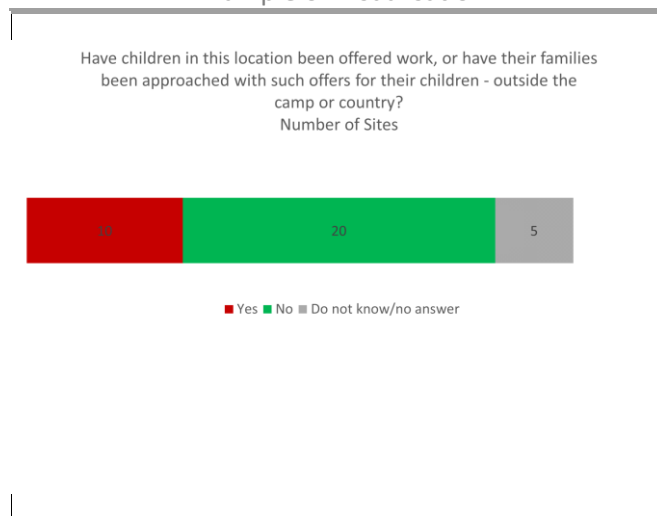 Have children in this location been offered work, or have their families
been approached with such offers for their children - outside the
camp or country?
Number of Sites
10 20 5
Yes No Do not know/no answer